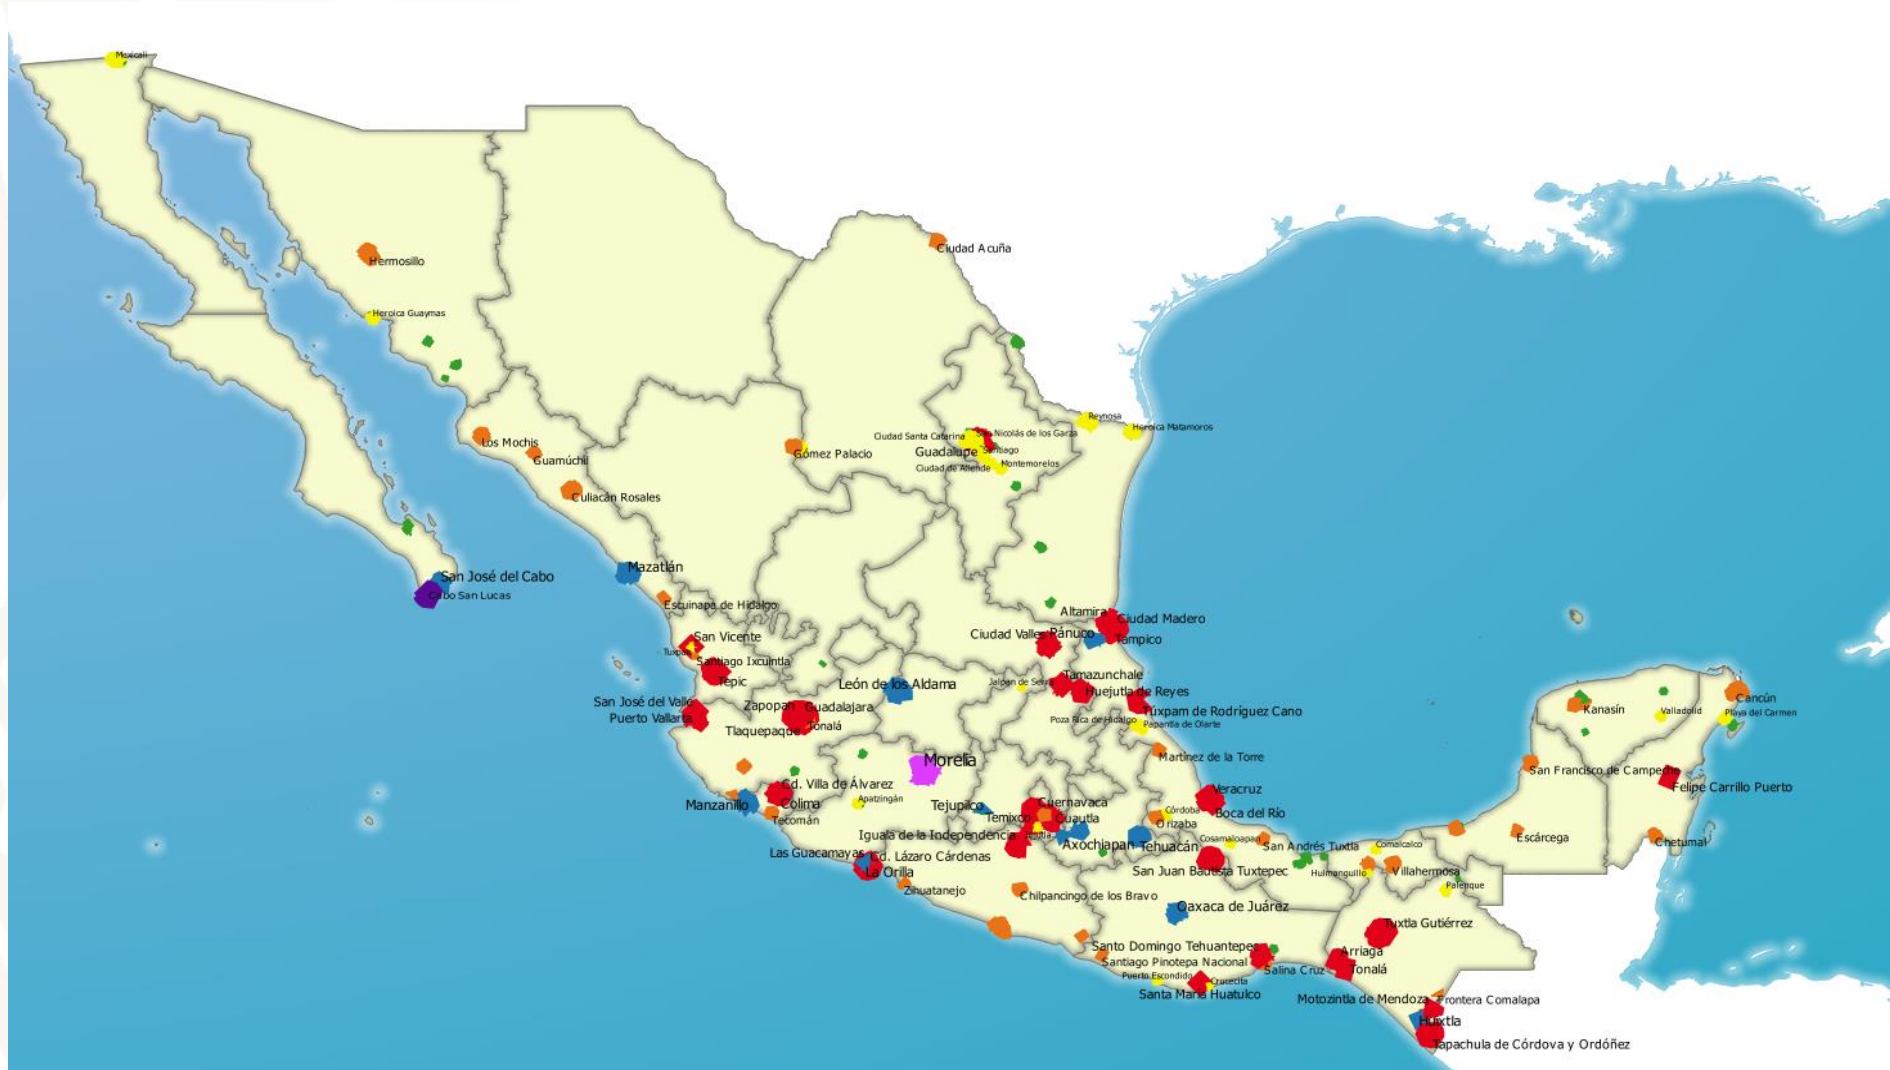 Mexicali
Ciudad Acuña
Hermosillo
Heroica Guaymas
Reynosa
Heroica Matamoros
Ciudad Santa Catarina
San Nicolás de los Garza
Los Mochis
Guadalupe
Santiago
Gómez Palacio
Guamúchil
Montemorelos
Ciudad de Allende
Culiacán Rosales
Mazatlán
San José del Cabo
Cabo San Lucas
Escuinapa de Hidalgo
Altamira
Ciudad Madero
Ciudad Valles
Pánuco
Tampico
San Vicente
Tuxpan
Santiago Ixcuintla
Tepic
Tamazunchale
Jalpan de Serra
León de los Aldama
Huejutla de Reyes
San José del Valle
Zapopan
Guadalajara
Puerto Vallarta
Tonalá
Tlaquepaque
Túxpam de Rodríguez Cano
Poza Rica de Hidalgo
Papantla de Olarte
Cancún
Kanasín
Valladolid
Playa del Carmen
Martínez de la Torre
Morelia
San Francisco de Campeche
Cd. Villa de Álvarez
Felipe Carrillo Puerto
Veracruz
Apatzingán
Manzanillo
Colima
Tejupilco
Cuernavaca
Córdoba
Boca del Río
Tecomán
Temixco
Cuautla
Orizaba
Iguala de la Independencia
Jojutla
Axochiapan
Tehuacán
Cosamaloapan
San Andrés Tuxtla
Comalcalco
Escárcega
Chetumal
Las Guacamayas
Cd. Lázaro Cárdenas
La Orilla
San Juan Bautista Tuxtepec
Huimanguillo
Villahermosa
Palenque
Zihuatanejo
Chilpancingo de los Bravo
Oaxaca de Juárez
Tuxtla Gutiérrez
Santo Domingo Tehuantepec
Arriaga
Santiago Pinotepa Nacional
Salina Cruz
Tonalá
Puerto Escondido
Crucecita
Santa María Huatulco
Motozintla de Mendoza
Frontera Comalapa
Huixtla
Tapachula de Córdova y Ordóñez